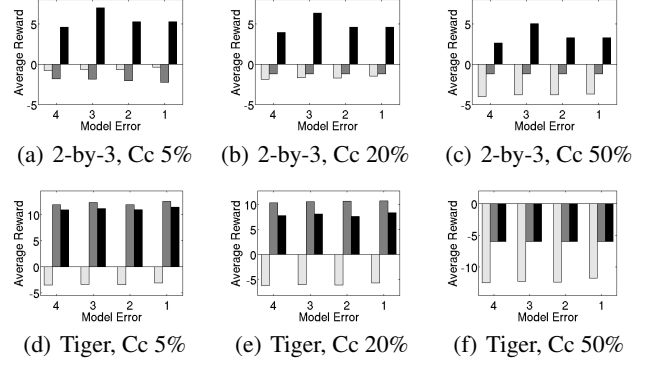 5
0
-5
Average Reward
4 3 2 1
Model Error
(a) 2-by-3, Cc 5%
5
0
-5
Average Reward
4 3 2 1
Model Error
(b) 2-by-3, Cc 20%
5
0
-5
Average Reward
4 3 2 1
Model Error
(c) 2-by-3, Cc 50%
10
5
0
-5
Average Reward
4 3 2 1
Model Error
(d) Tiger, Cc 5%
10
5
0
-5
Average Reward
4 3 2 1
Model Error
(e) Tiger, Cc 20%
0
-5
-10
Average Reward
4 3 2 1
Model Error
(f) Tiger, Cc 50%